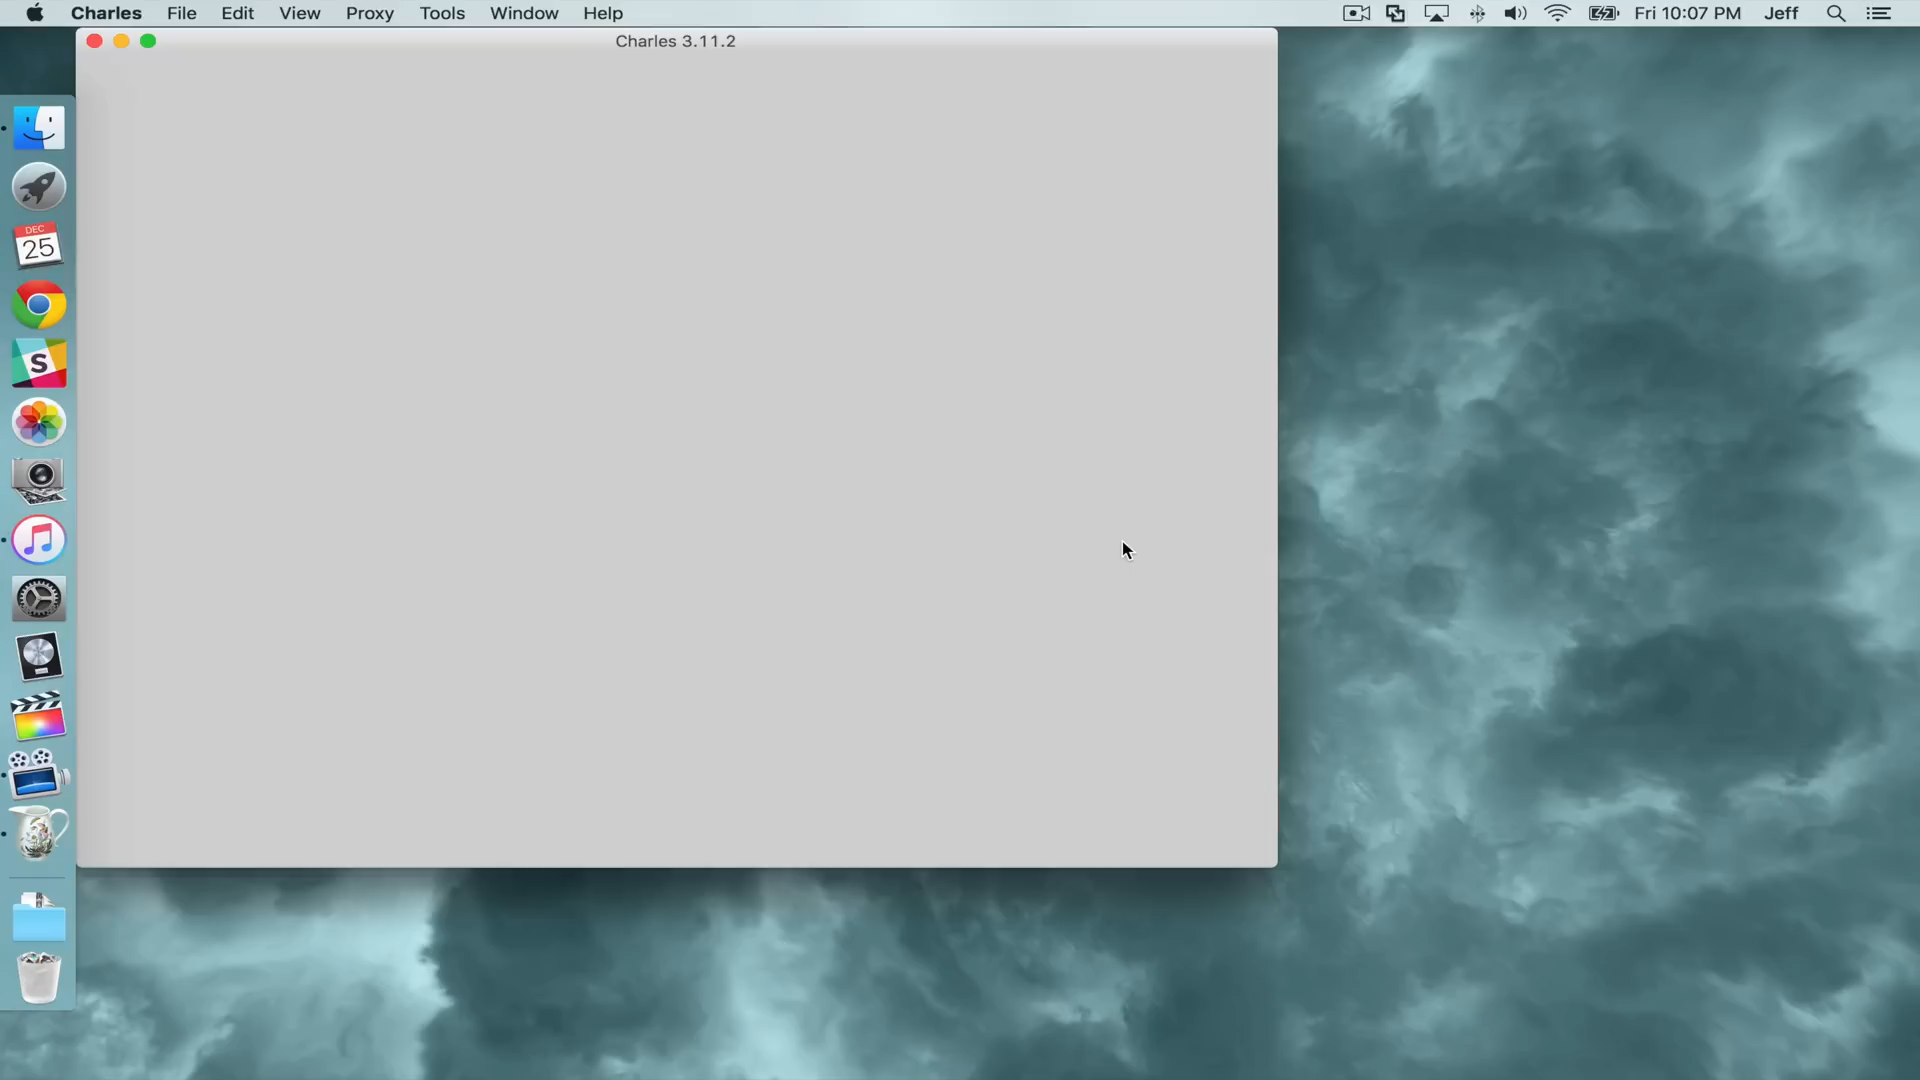 Charles File Edit View Proxy Tools Window Help Fri 10:07 PM Jeff
Charles 3.11.2
DEC
25
S